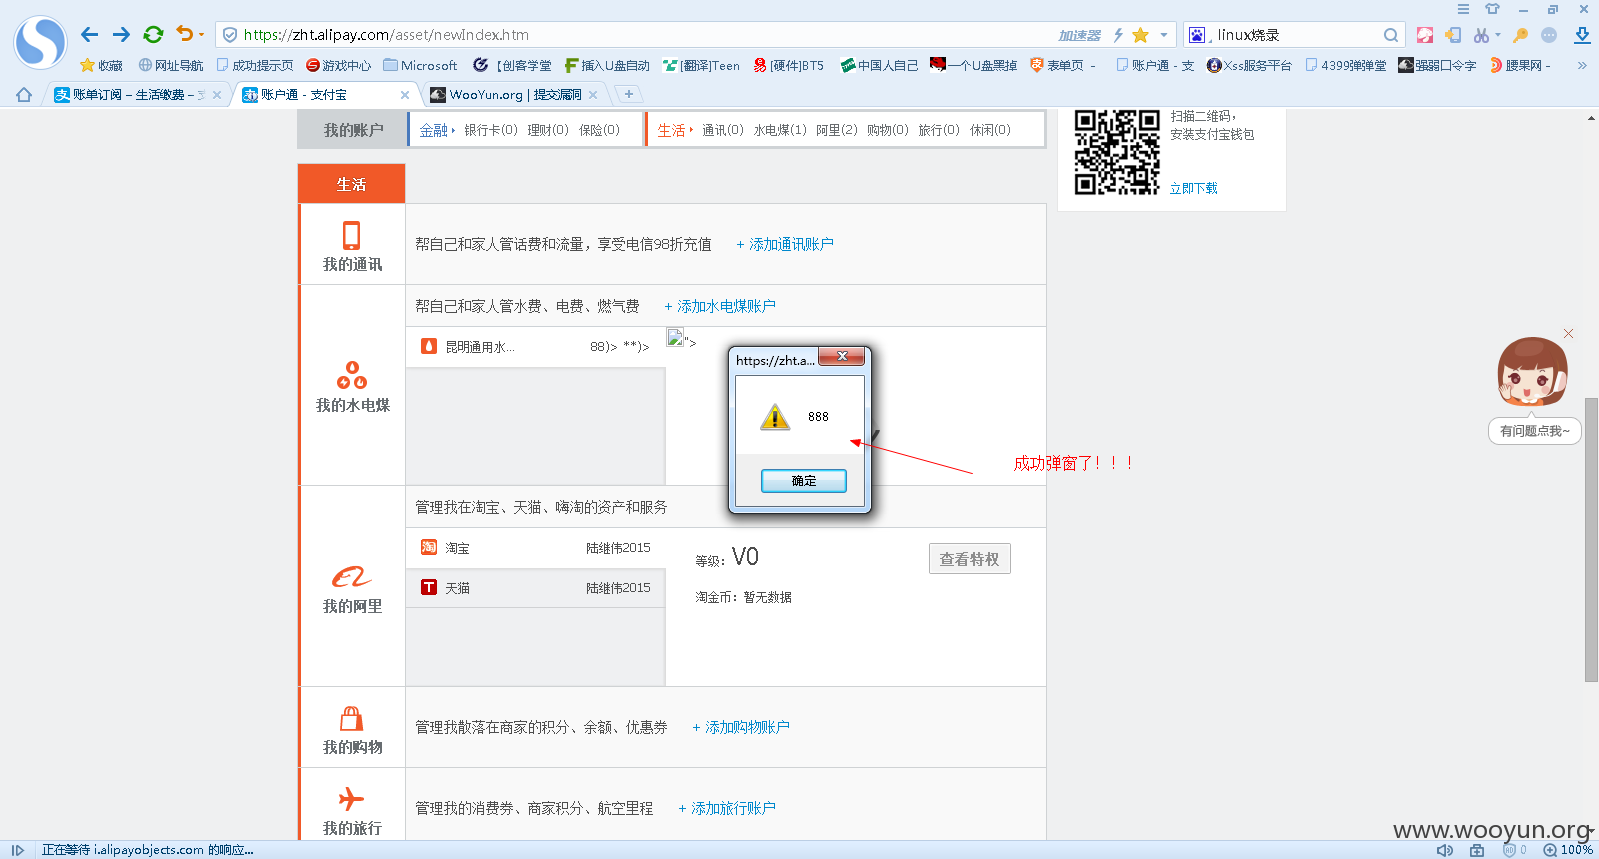 https://zht.alipay.com/asset/newindex.htm
加速器
linux烧录
收藏 网址导航 成功提示页 游戏中心 Microsoft 【创客学堂 插入U盘自动 [翻译]Teen [硬件]BT5 中国人自己 一个U盘黑掉 表单页 - 账户通 - 支 Xss服务平台 4399弹弹堂 强弱口令字 腰果网 -
账单订阅 - 生活缴费 - 支
账户通 - 支付宝
WooYun.org | 提交漏洞
我的账户 金融 银行卡(0) 理财(0) 保险(0) 生活 通讯(0) 水电煤(1) 阿里(2) 购物(0) 旅行(0) 休闲(0)
扫描二维码，
安装支付宝钱包
立即下载
生活
我的通讯
帮自己和家人管话费和流量，享受电信98折充值 + 添加通讯账户
我的水电煤
帮自己和家人管水费、电费、燃气费 + 添加水电煤账户
昆明通用水... 88)> **)>
">
https://zht.a...
888
确定
成功弹窗了！！！
有问题点我~
我的阿里
管理我在淘宝、天猫、嗨淘的资产和服务
淘 淘宝 陆继伟2015
T 天猫 陆继伟2015
等级：V0
查看特权
淘金币：暂无数据
我的购物
管理我散落在商家的积分、余额、优惠券 + 添加购物账户
我的旅行
管理我的消费券、商家积分、航空里程 + 添加旅行账户
www.wooyun.org
正在等待 i.alipayobjects.com 的响应...
0
100%